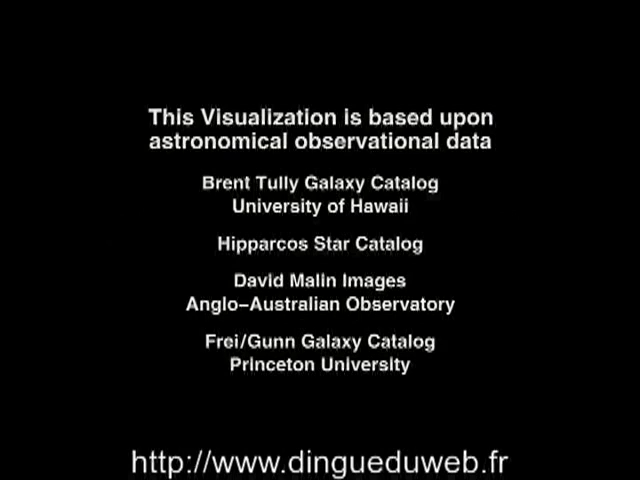 This Visualization is based upon
astronomical observational data
Brent Tully Galaxy Catalog
University of Hawaii
Hipparcos Star Catalog
David Malin Images
Anglo-Australian Observatory
Frei/Gunn Galaxy Catalog
Princeton University
http://www.dingueduweb.fr